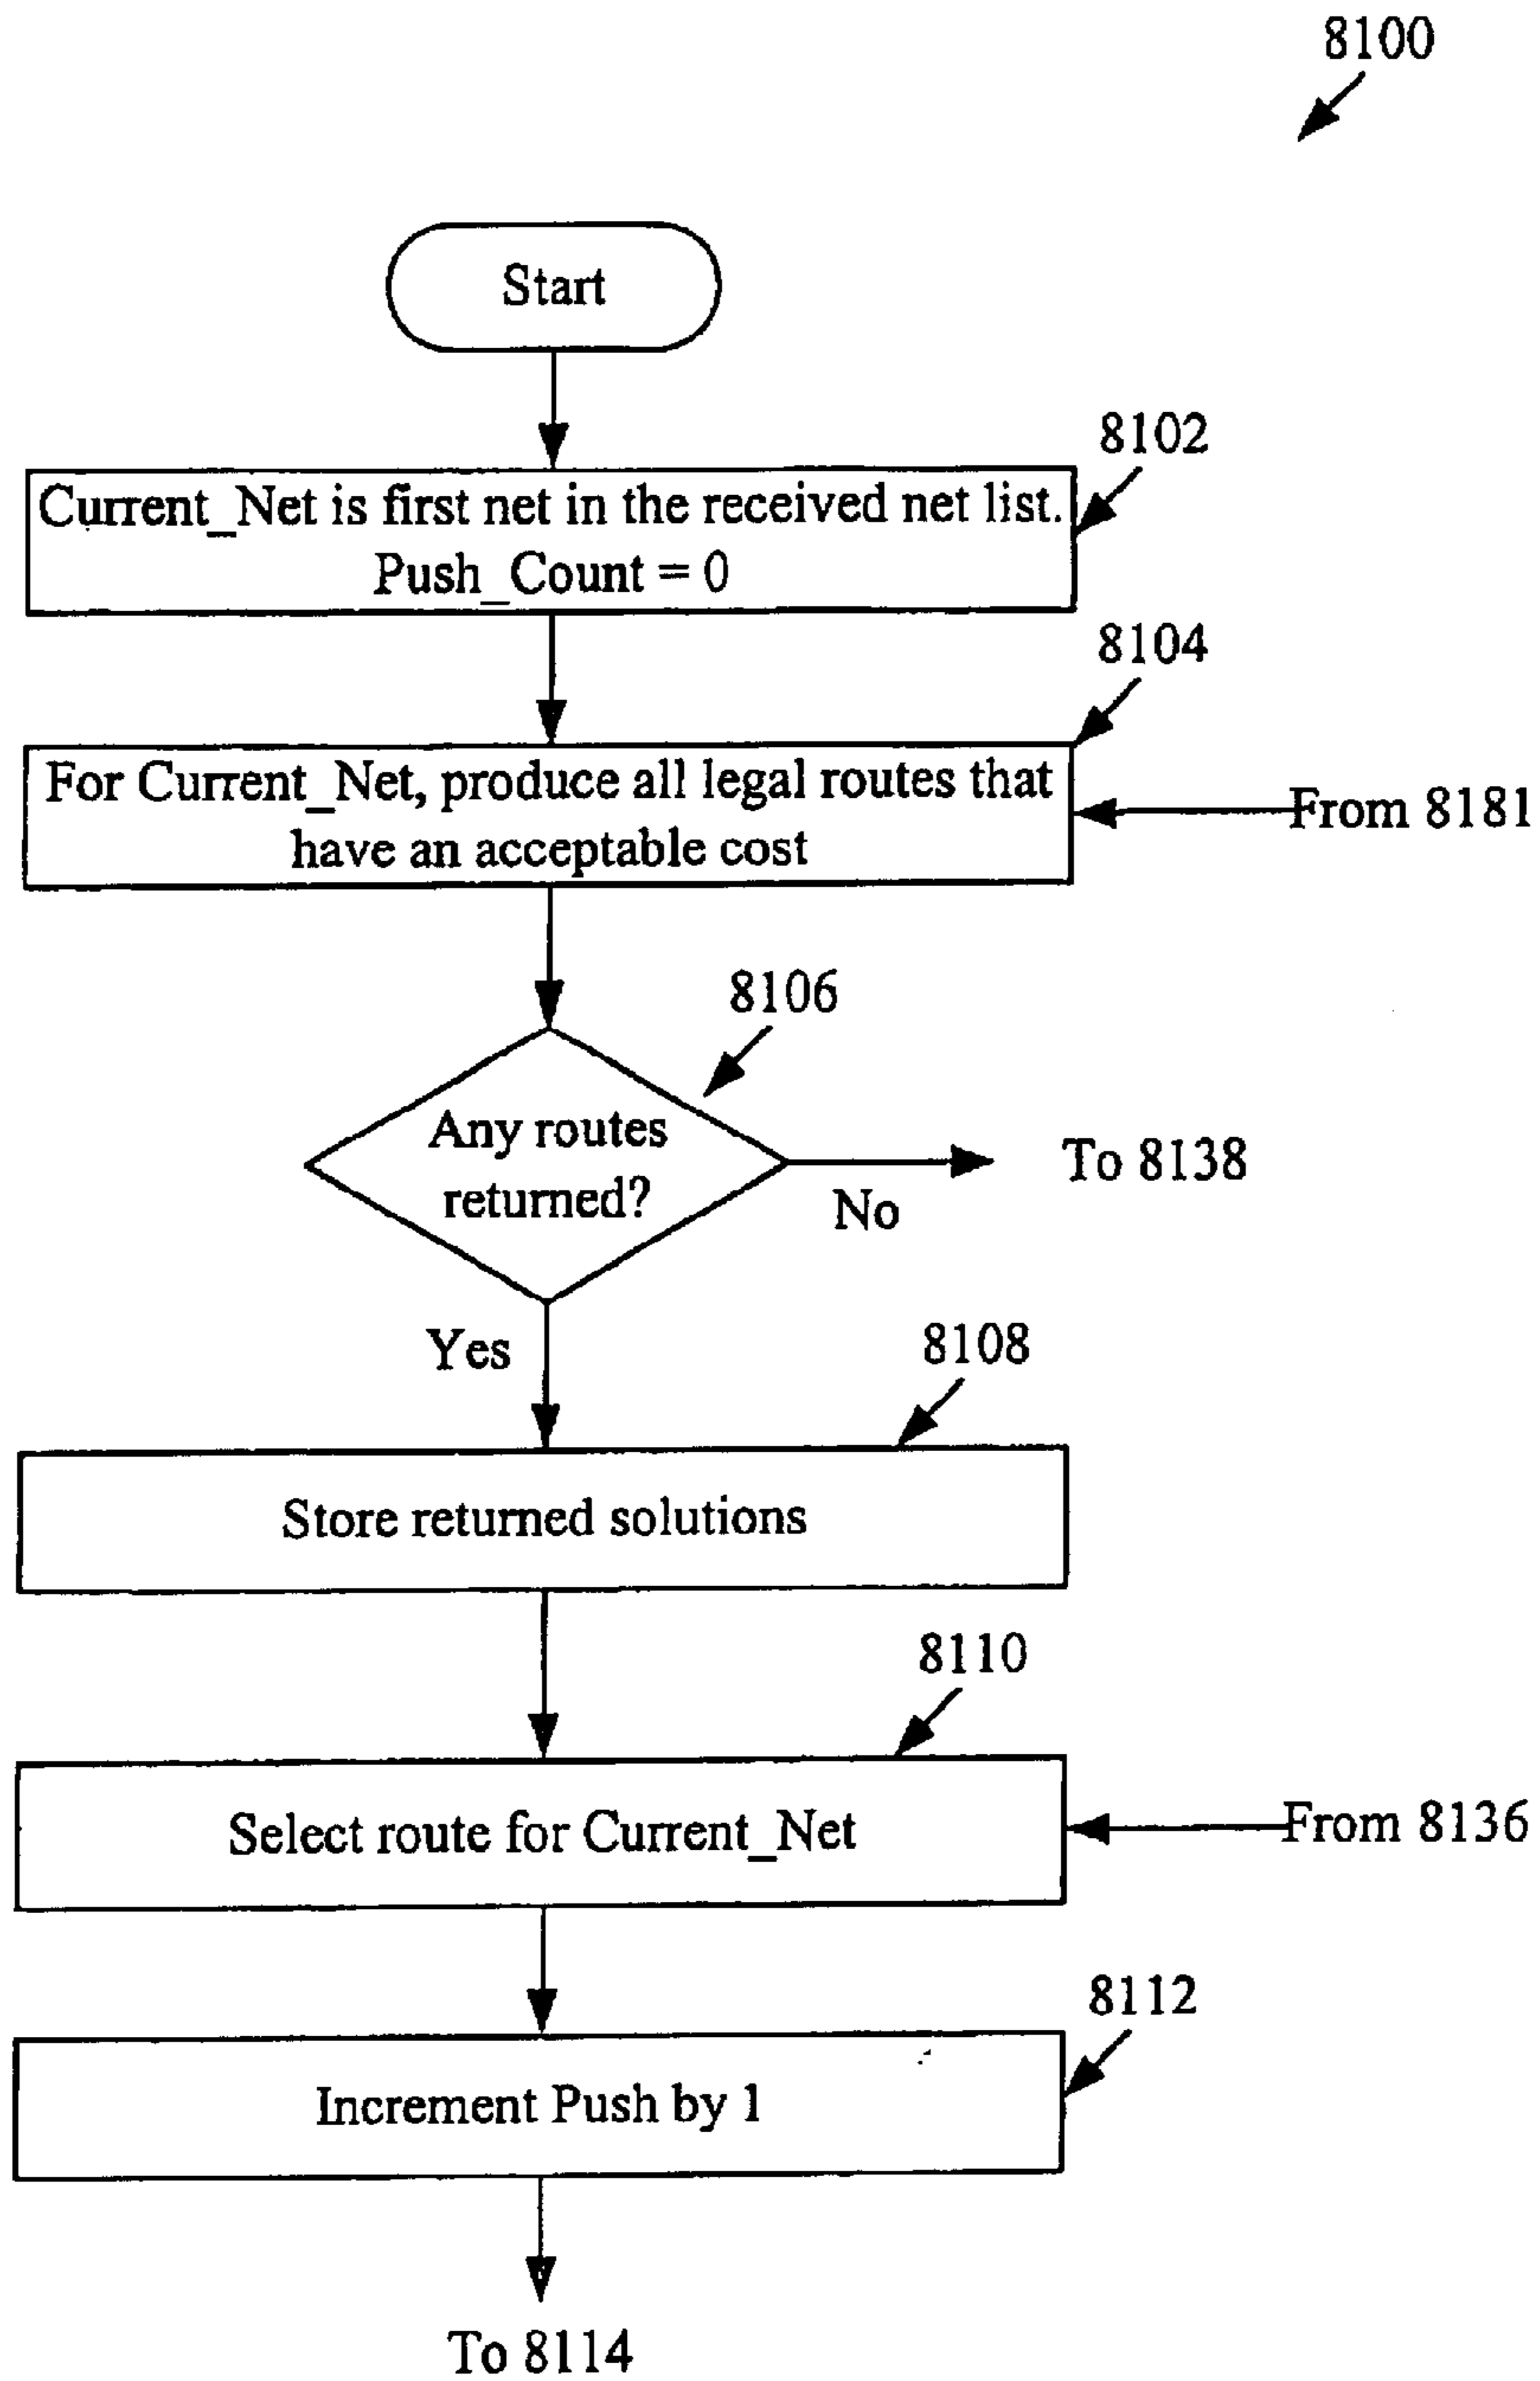 8100
Start
8102
Current_Net is first net in the received net list.
Push_Count = 0
8104
For Current_Net, produce all legal routes that
have an acceptable cost
From 8181
8106
Any routes
returned?
To 8138
No
Yes
8108
Store returned solutions
8110
Select route for Current_Net
From 8136
8112
Increment Push by 1
To 8114